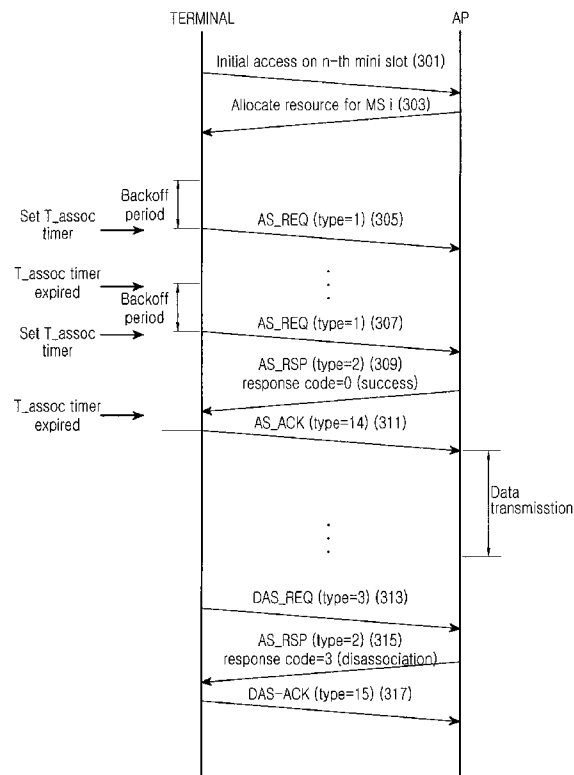 TERMINAL
AP
Initial access on n-th mini slot (301)
Allocate resource for MS i (303)
Backoff
period
Set T_assoc
timer
AS_REQ (type=1) (305)
T_assoc timer
expired
Backoff
period
Set T_assoc
timer
AS_REQ (type=1) (307)
AS_RSP (type=2) (309)
response code=0 (success)
T_assoc timer
expired
AS_ACK (type=14) (311)
Data
transmisstion
DAS_REQ (type=3) (313)
AS_RSP (type=2) (315)
response code=3 (disassociation)
DAS-ACK (type=15) (317)